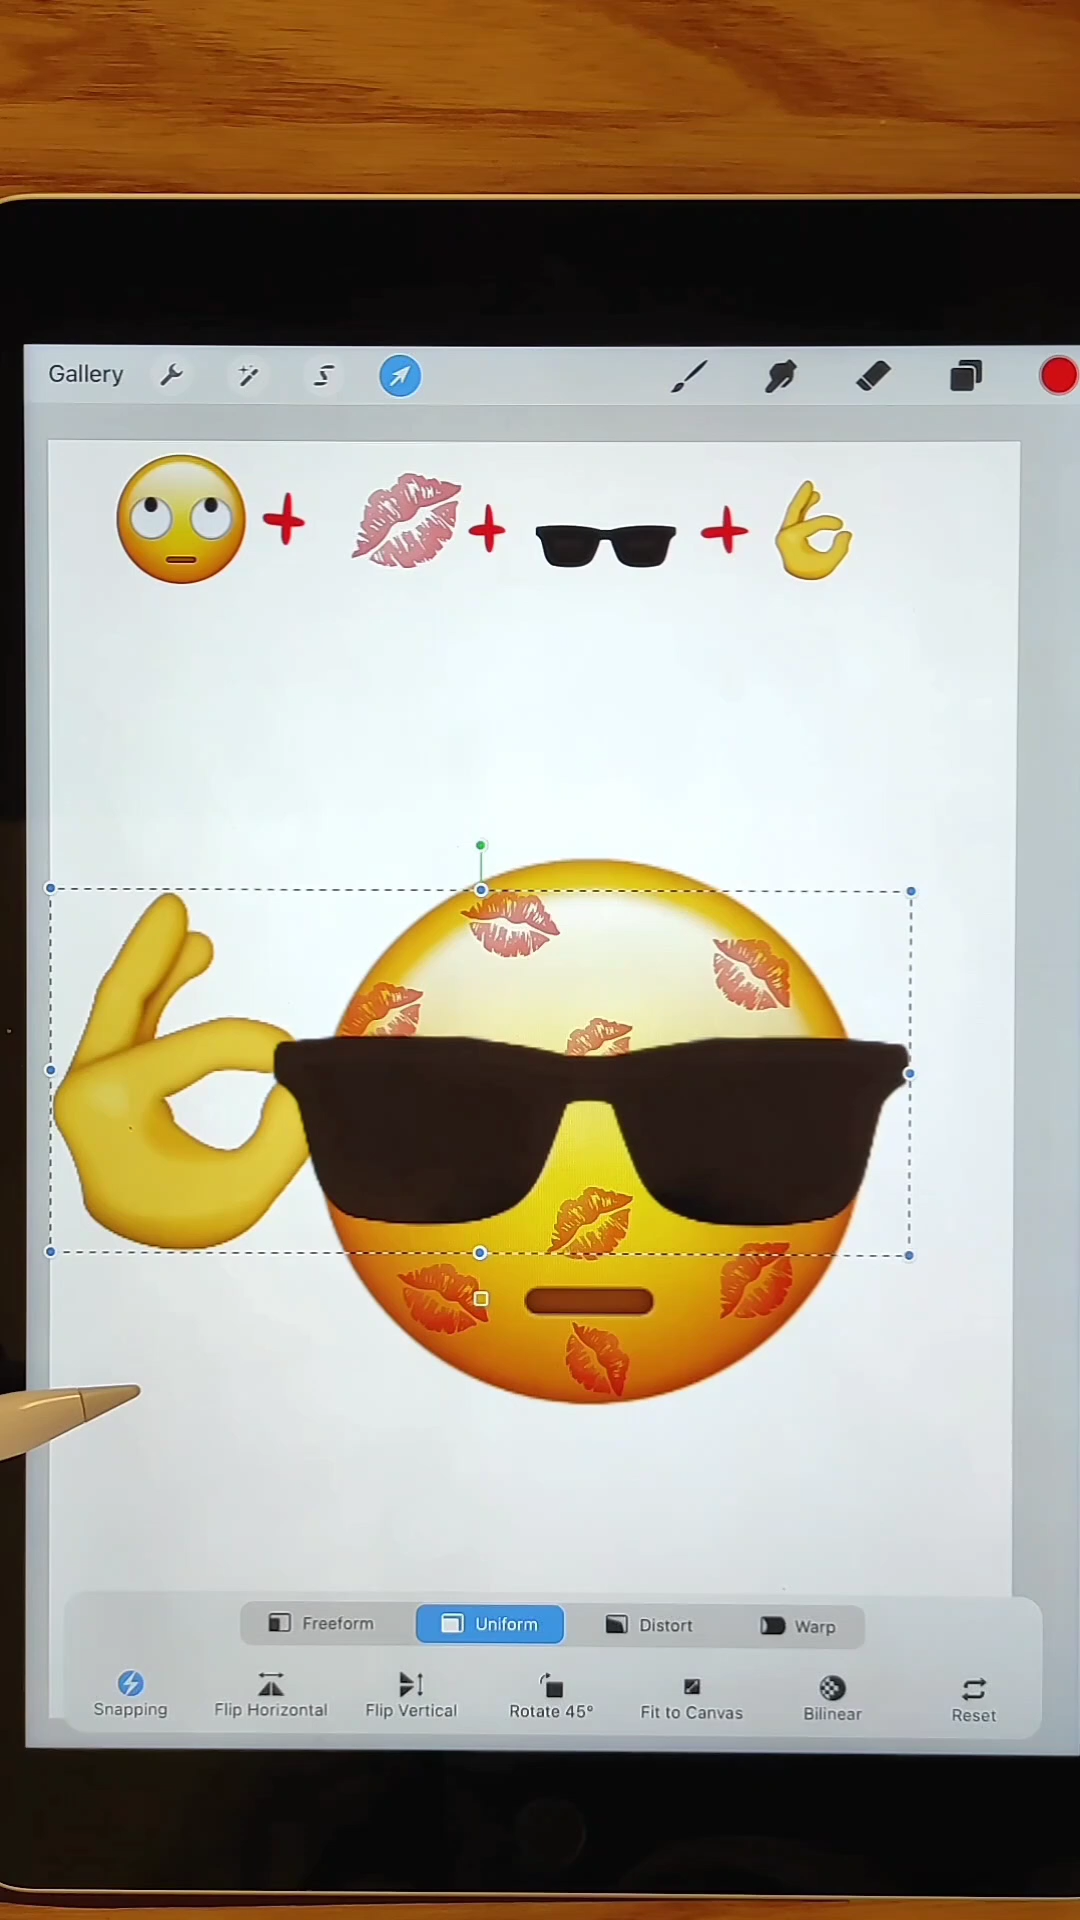 Gallery
Freeform Uniform Distort Warp
Snapping Flip Horizontal Flip Vertical Rotate 45° Fit to Canvas Bilinear Reset